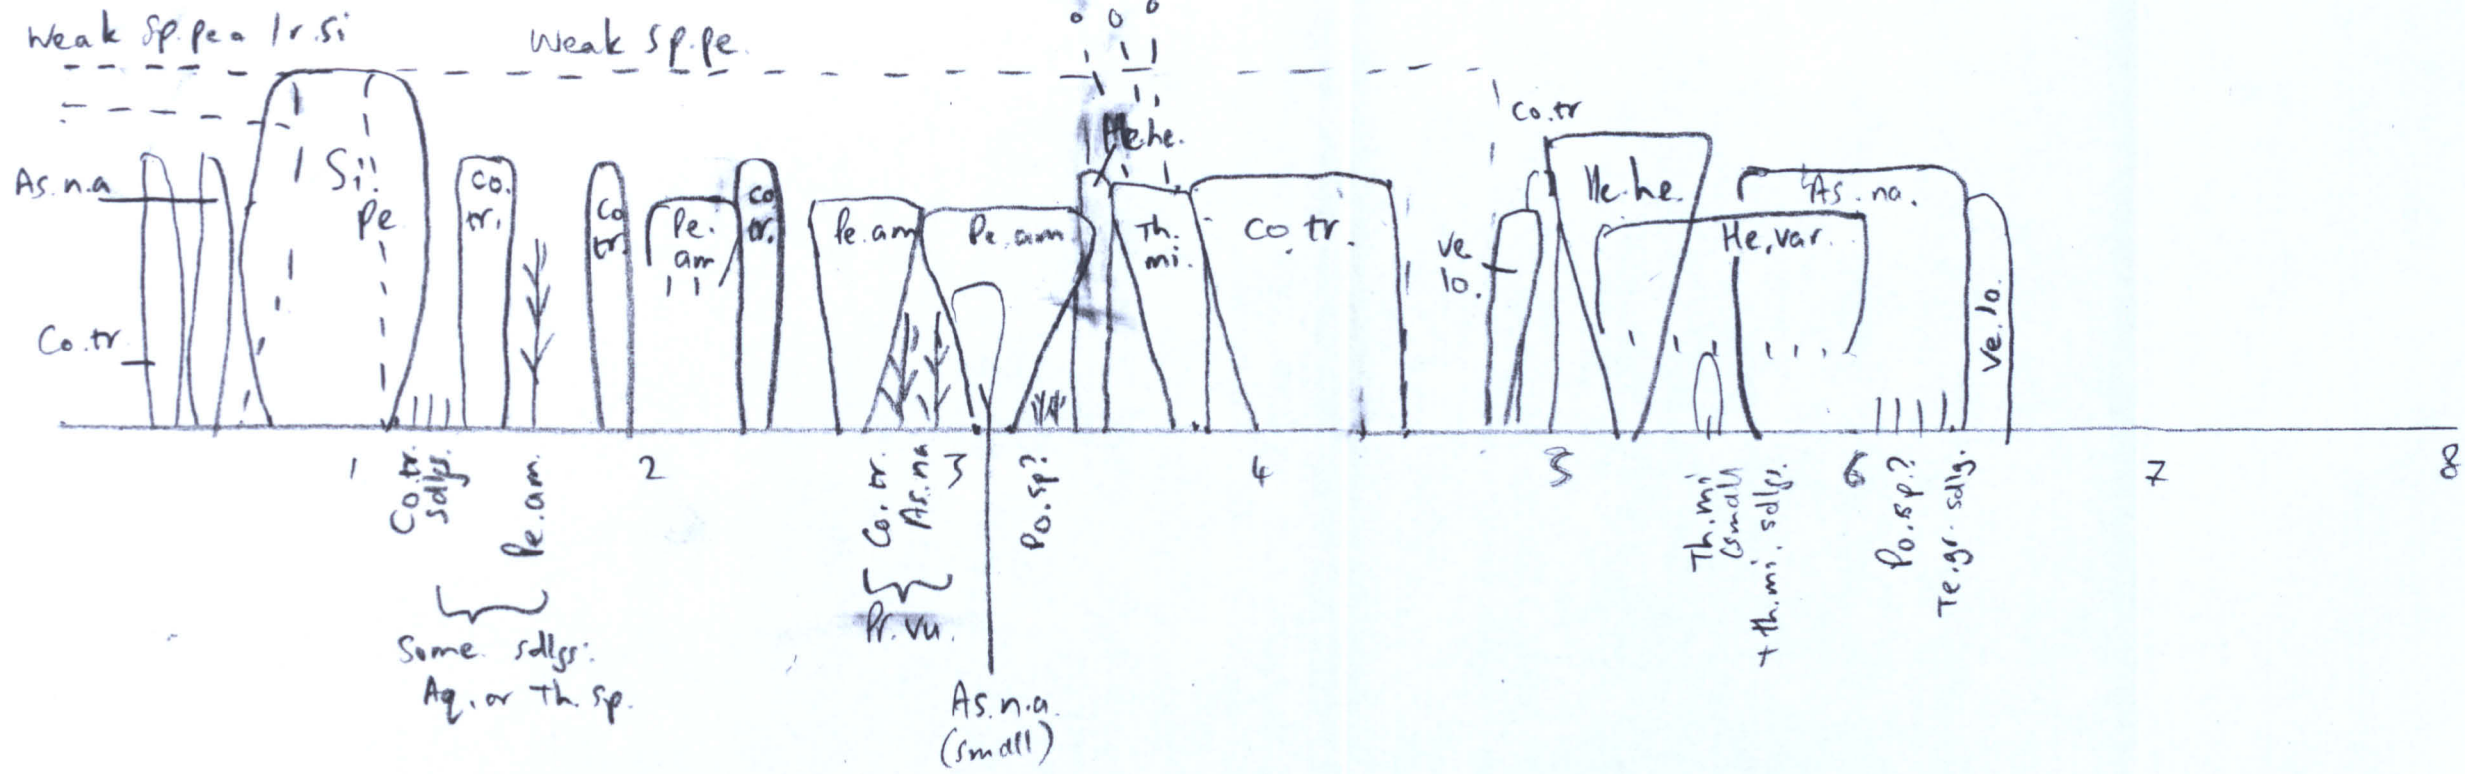 Weak Sp.pe a Ir.si
Weak Sp.pe.
As.n.a
Co.tr
Si.
pe
Co.
tr.
Co
tr.
Pe.
am
Co
tr.
Pe.am
Pe.am
He.he.
Th.
mi.
Co.tr.
Ve.
lo.
Co.tr
He.he.
As.na.
He.var.
Ve.lo.
1
2
3
4
5
6
7
8
Co.tr.
sdlgs.
Pe.am.
Some sdlgs:
Aq. or Th.sp.
Co.tr.
As.na
Pr.vu.
As.n.a.
(small)
Po.sp?
Th.mi
(small
+ th.mi. sdlgs.
Po.sp.?
Te.gr. sdlg.